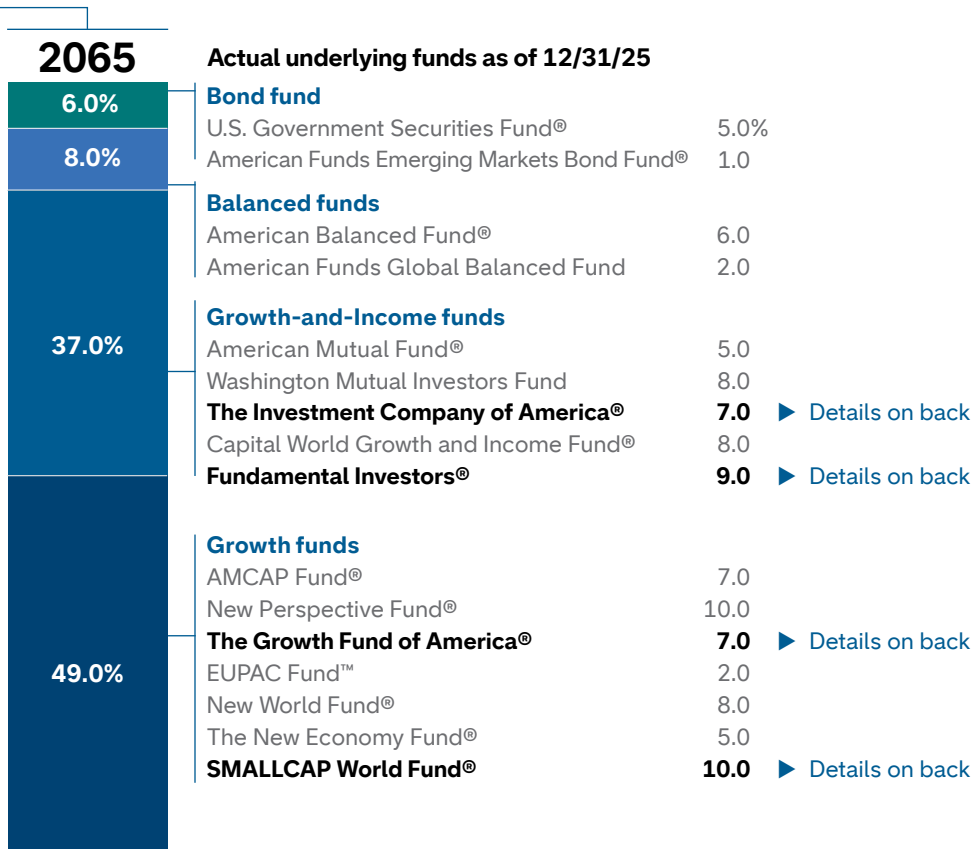 2065
Actual underlying funds as of 12/31/25
6.0%
8.0%
37.0%
49.0%
Bond fund
U.S. Government Securities Fund® 5.0%
American Funds Emerging Markets Bond Fund® 1.0
Balanced funds
American Balanced Fund® 6.0
American Funds Global Balanced Fund 2.0
Growth-and-Income funds
American Mutual Fund® 5.0
Washington Mutual Investors Fund 8.0
The Investment Company of America® 7.0 ▶ Details on back
Capital World Growth and Income Fund® 8.0
Fundamental Investors® 9.0 ▶ Details on back
Growth funds
AMCAP Fund® 7.0
New Perspective Fund® 10.0
The Growth Fund of America® 7.0 ▶ Details on back
EUPAC Fund™ 2.0
New World Fund® 8.0
The New Economy Fund® 5.0
SMALLCAP World Fund® 10.0 ▶ Details on back